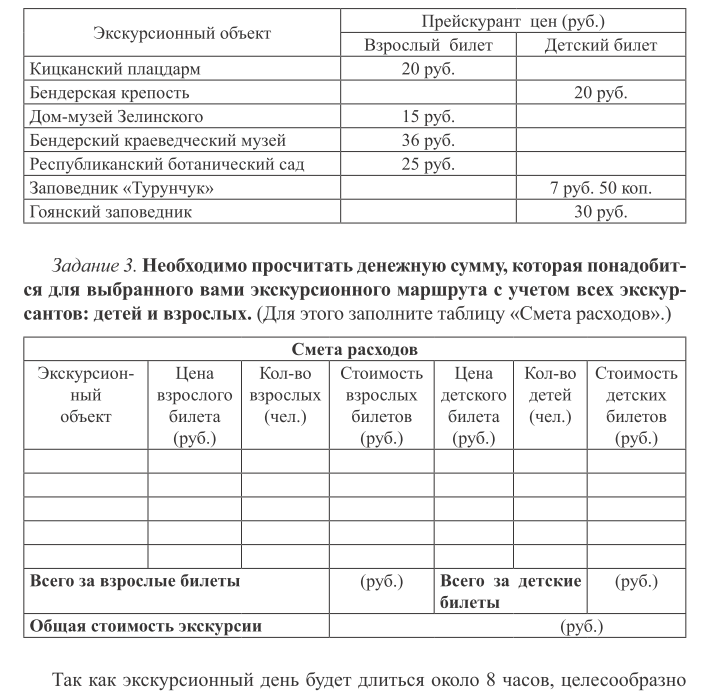 Экскурсионный объект Прейскурант цен (руб.)
Взрослый билет Детский билет
Кицканский плацдарм 20 руб.
Бендерская крепость 20 руб.
Дом-музей Зелинского 15 руб.
Бендерский краеведческий музей 36 руб.
Республиканский ботанический сад 25 руб.
Заповедник «Турунчук» 7 руб. 50 коп.
Гоянский заповедник 30 руб.
Задание 3. Необходимо просчитать денежную сумму, которая понадобит-
ся для выбранного вами экскурсионного маршрута с учетом всех экскур-
сантов: детей и взрослых. (Для этого заполните таблицу «Смета расходов».)
Смета расходов
Экскурсион- Цена Кол-во Стоимость Цена Кол-во Стоимость
ный взрослого взрослых взрослых детского детей детских
объект билета (чел.) билетов билета (чел.) билетов
(руб.) (руб.) (руб.) (руб.)
Всего за взрослые билеты (руб.) Всего за детские (руб.)
билеты
Общая стоимость экскурсии (руб.)
Так как экскурсионный день будет длиться около 8 часов, целесообразно